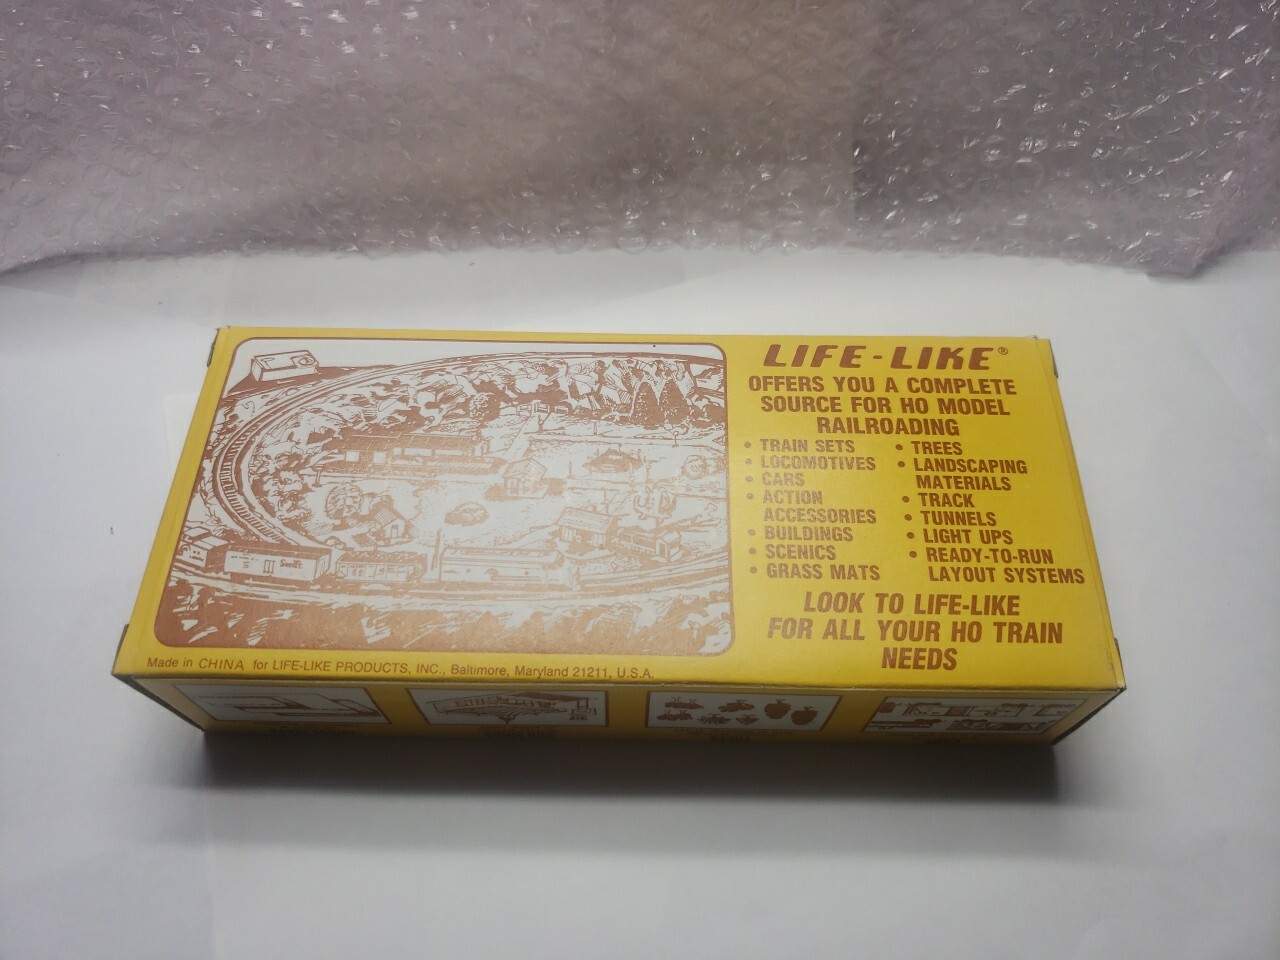 LIFE-LIKE®
OFFERS YOU A COMPLETE
SOURCE FOR HO MODEL
RAILROADING
• TRAIN SETS
• LOCOMOTIVES
• CARS
• ACTION
ACCESSORIES
• BUILDINGS
• SCENICS
• GRASS MATS
• TREES
• LANDSCAPING
MATERIALS
• TRACK
• TUNNELS
• LIGHT UPS
• READY-TO-RUN
LAYOUT SYSTEMS
LOOK TO LIFE-LIKE
FOR ALL YOUR HO TRAIN
NEEDS
Swift
Made in CHINA for LIFE-LIKE PRODUCTS, INC., Baltimore, Maryland 21211, U.S.A.